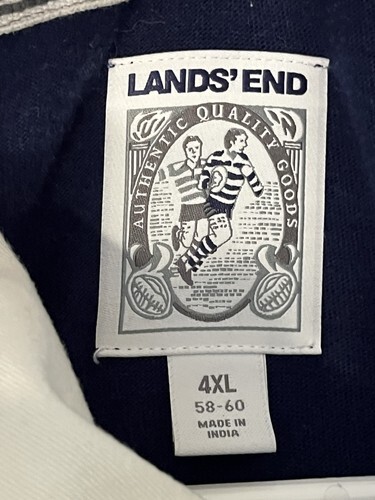 LANDS' END
AUTHENTIC QUALITY GOODS
4XL
58-60
MADE IN
INDIA